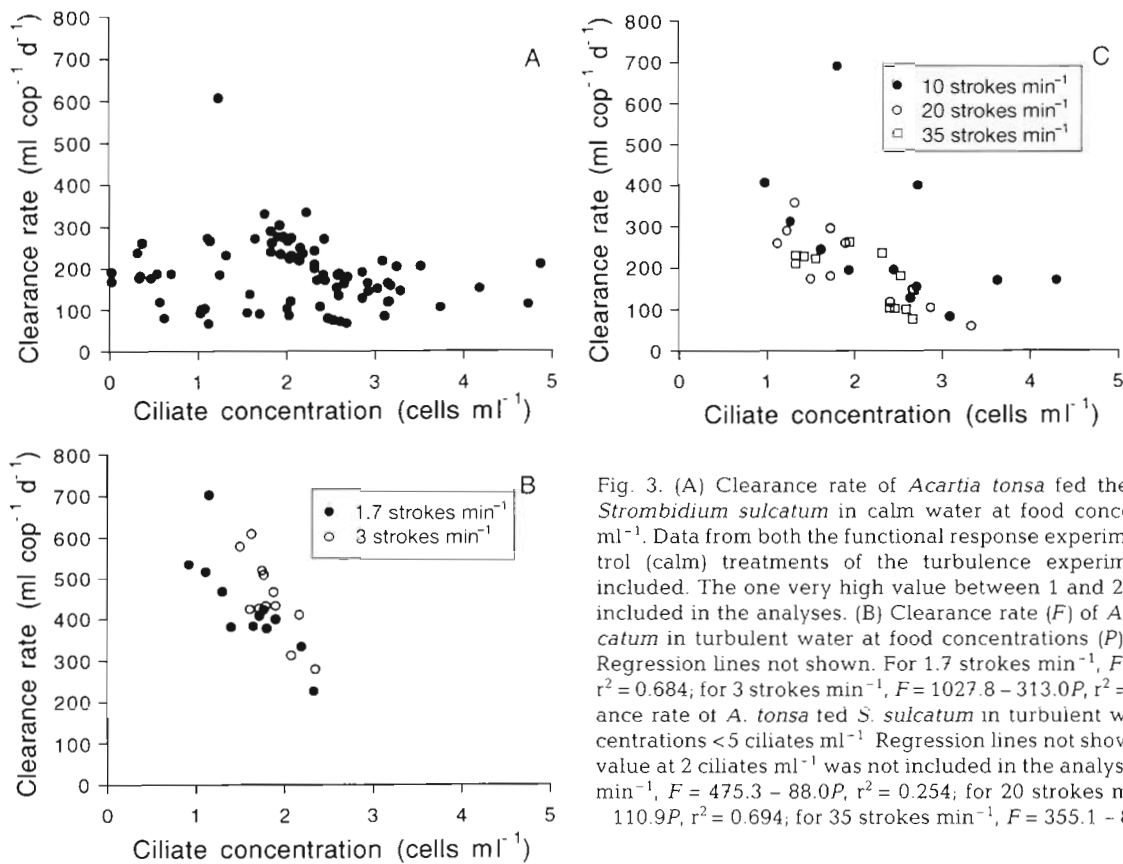 A
Clearance rate (ml cop⁻¹ d⁻¹)
800
700
600
500
400
300
200
100
0
0 1 2 3 4 5
Ciliate concentration (cells ml⁻¹)
C
Clearance rate (ml cop⁻¹ d⁻¹)
800
700
600
500
400
300
200
100
0
10 strokes min⁻¹
20 strokes min⁻¹
35 strokes min⁻¹
0 1 2 3 4 5
Ciliate concentration (cells ml⁻¹)
B
Clearance rate (ml cop⁻¹ d⁻¹)
800
700
600
500
400
300
200
100
0
1.7 strokes min⁻¹
3 strokes min⁻¹
0 1 2 3 4 5
Ciliate concentration (cells ml⁻¹)
Fig. 3. (A) Clearance rate of Acartia tonsa fed the
Strombidium sulcatum in calm water at food conce
ml⁻¹. Data from both the functional response experim
trol (calm) treatments of the turbulence experim
included. The one very high value between 1 and 2
included in the analyses. (B) Clearance rate (F) of A
catum in turbulent water at food concentrations (P)
Regression lines not shown. For 1.7 strokes min⁻¹, F
r² = 0.684; for 3 strokes min⁻¹, F = 1027.8 – 313.0P, r² =
ance rate of A. tonsa ted S. sulcatum in turbulent w
centrations <5 ciliates ml⁻¹ Regression lines not show
value at 2 ciliates ml⁻¹ was not included in the analys
min⁻¹, F = 475.3 – 88.0P, r² = 0.254; for 20 strokes m
110.9P, r² = 0.694; for 35 strokes min⁻¹, F = 355.1 – 8